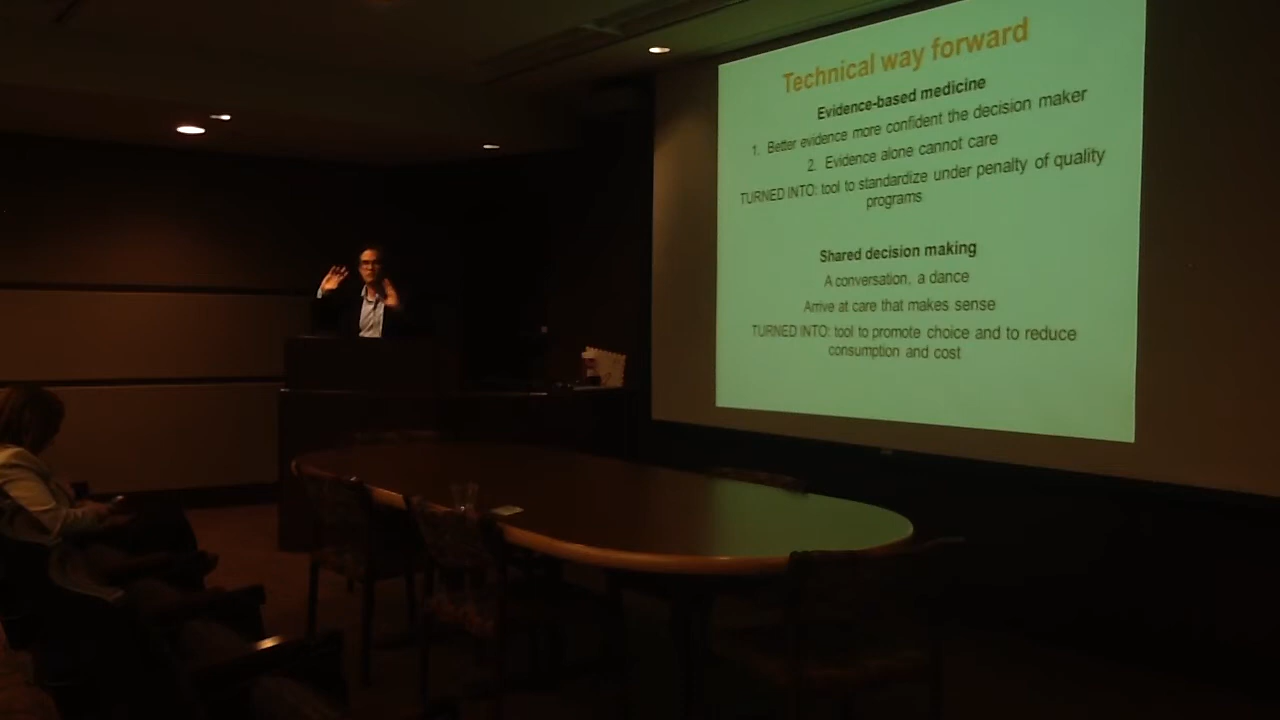 Technical way forward
Evidence-based medicine
1. Better evidence more confident the decision maker
2. Evidence alone cannot care
TURNED INTO: tool to standardize under penalty of quality
programs
Shared decision making
A conversation, a dance
Arrive at care that makes sense
TURNED INTO: tool to promote choice and to reduce
consumption and cost